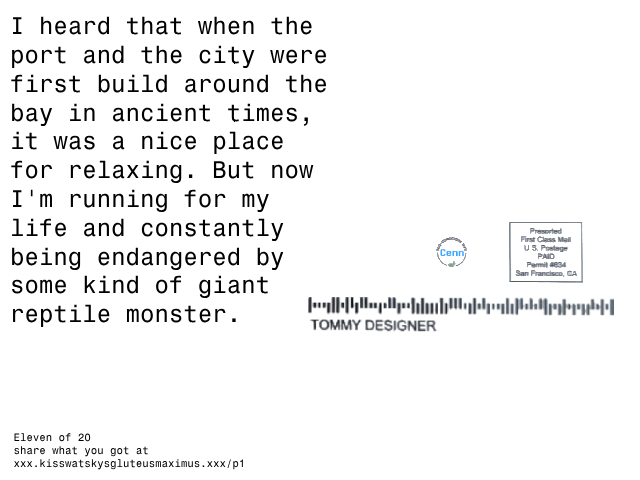 I heard that when the
port and the city were
first build around the
bay in ancient times,
it was a nice place
for relaxing. But now
I'm running for my
life and constantly
being endangered by
some kind of giant
reptile monster.
Cenn
Presorted
First Class Mail
U S. Postage
PAID
Permit #634
San Francisco, CA
TOMMY DESIGNER
Eleven of 20
share what you got at
xxx.kisswatskysgluteusmaximus.xxx/p1